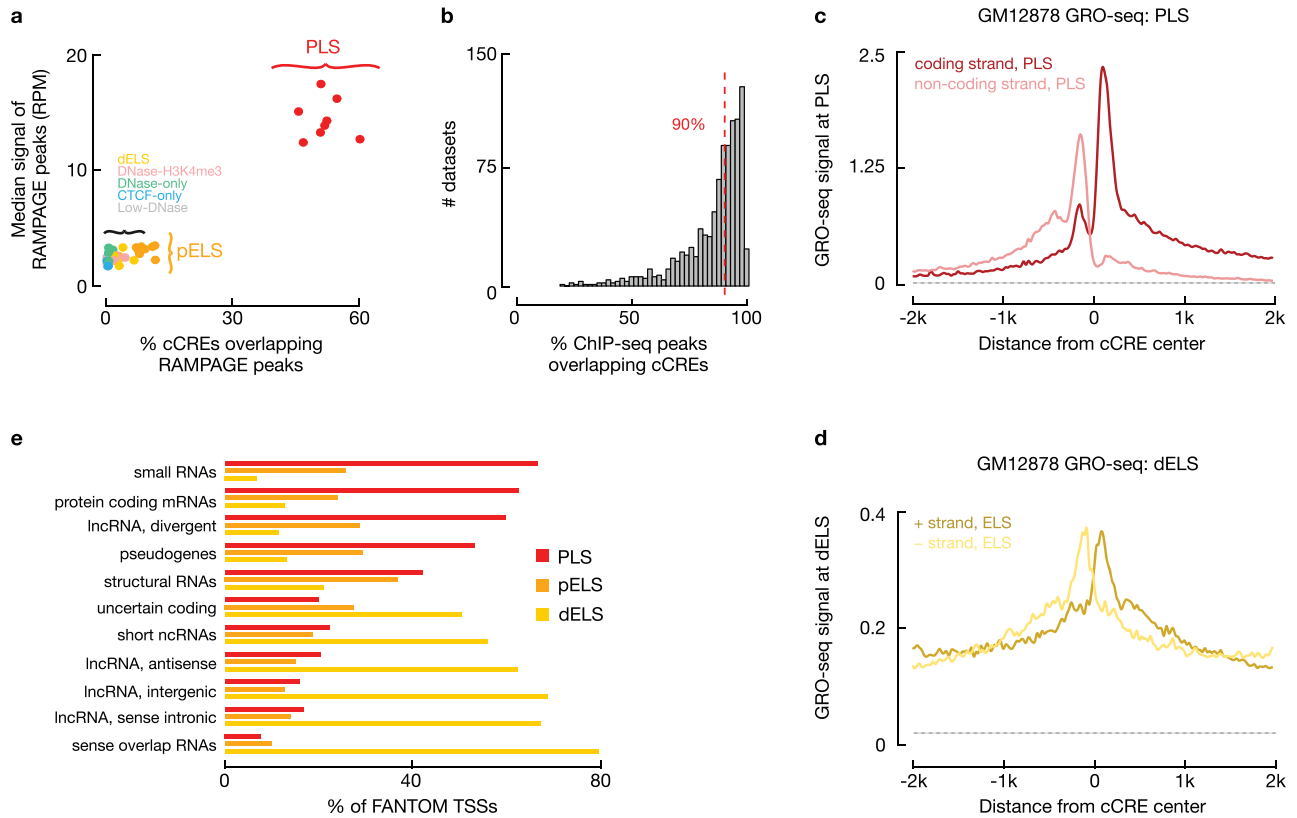 a
PLS
20
10
0
Median signal of
RAMPAGE peaks (RPM)
dELS
DNase-H3K4me3
DNase-only
CTCF-only
Low-DNase
pELS
0
30
60
% cCREs overlapping
RAMPAGE peaks
b
150
75
0
# datasets
90%
0
50
100
% ChIP-seq peaks
overlapping cCREs
c
GM12878 GRO-seq: PLS
2.5
1.25
0
GRO-seq signal at PLS
coding strand, PLS
non-coding strand, PLS
-2k
-1k
0
1k
2k
Distance from cCRE center
d
GM12878 GRO-seq: dELS
0.4
0.2
0
GRO-seq signal at dELS
+ strand, ELS
– strand, ELS
-2k
-1k
0
1k
2k
Distance from cCRE center
e
small RNAs
protein coding mRNAs
lncRNA, divergent
pseudogenes
structural RNAs
uncertain coding
short ncRNAs
lncRNA, antisense
lncRNA, intergenic
lncRNA, sense intronic
sense overlap RNAs
PLS
pELS
dELS
0
40
80
% of FANTOM TSSs